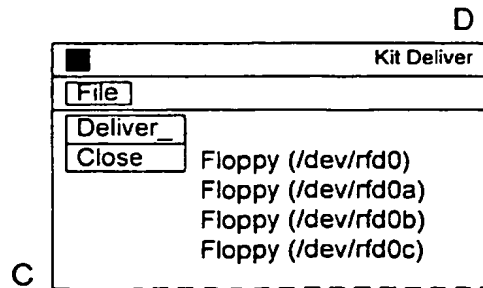 D
Kit Deliver
File
Deliver_
Close
Floppy (/dev/rfd0)
Floppy (/dev/rfd0a)
Floppy (/dev/rfd0b)
Floppy (/dev/rfd0c)
C